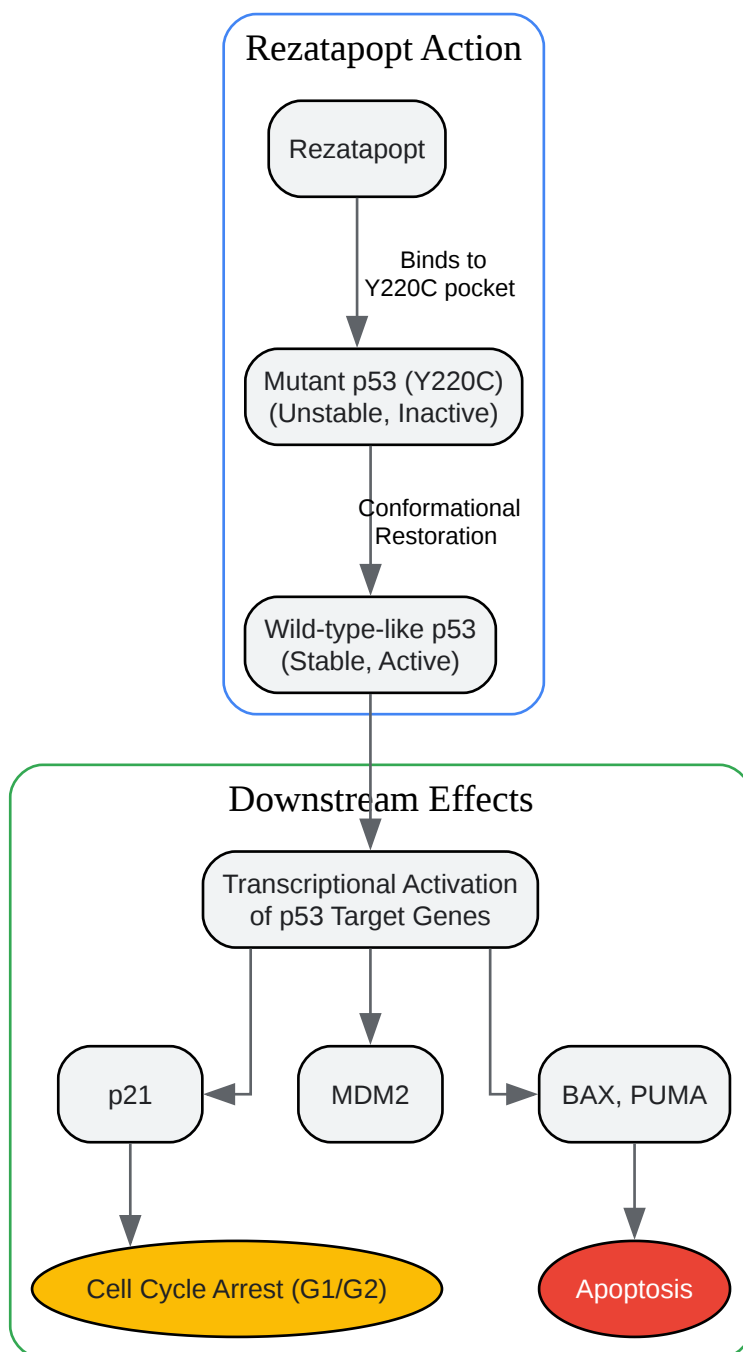 Rezatapopt Action
Rezatapopt
Binds to
Y220C pocket
Mutant p53 (Y220C)
(Unstable, Inactive)
Conformational
Restoration
Wild-type-like p53
(Stable, Active)
Downstream Effects
Transcriptional Activation
of p53 Target Genes
p21
MDM2
BAX, PUMA
Cell Cycle Arrest (G1/G2)
Apoptosis